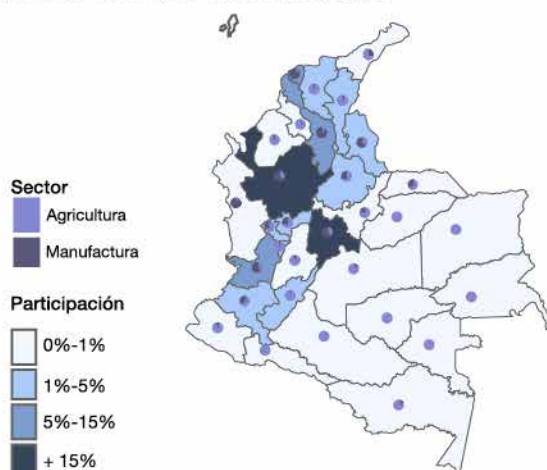 Sector
Agricultura
Manufactura
Participación
0%-1%
1%-5%
5%-15%
+ 15%